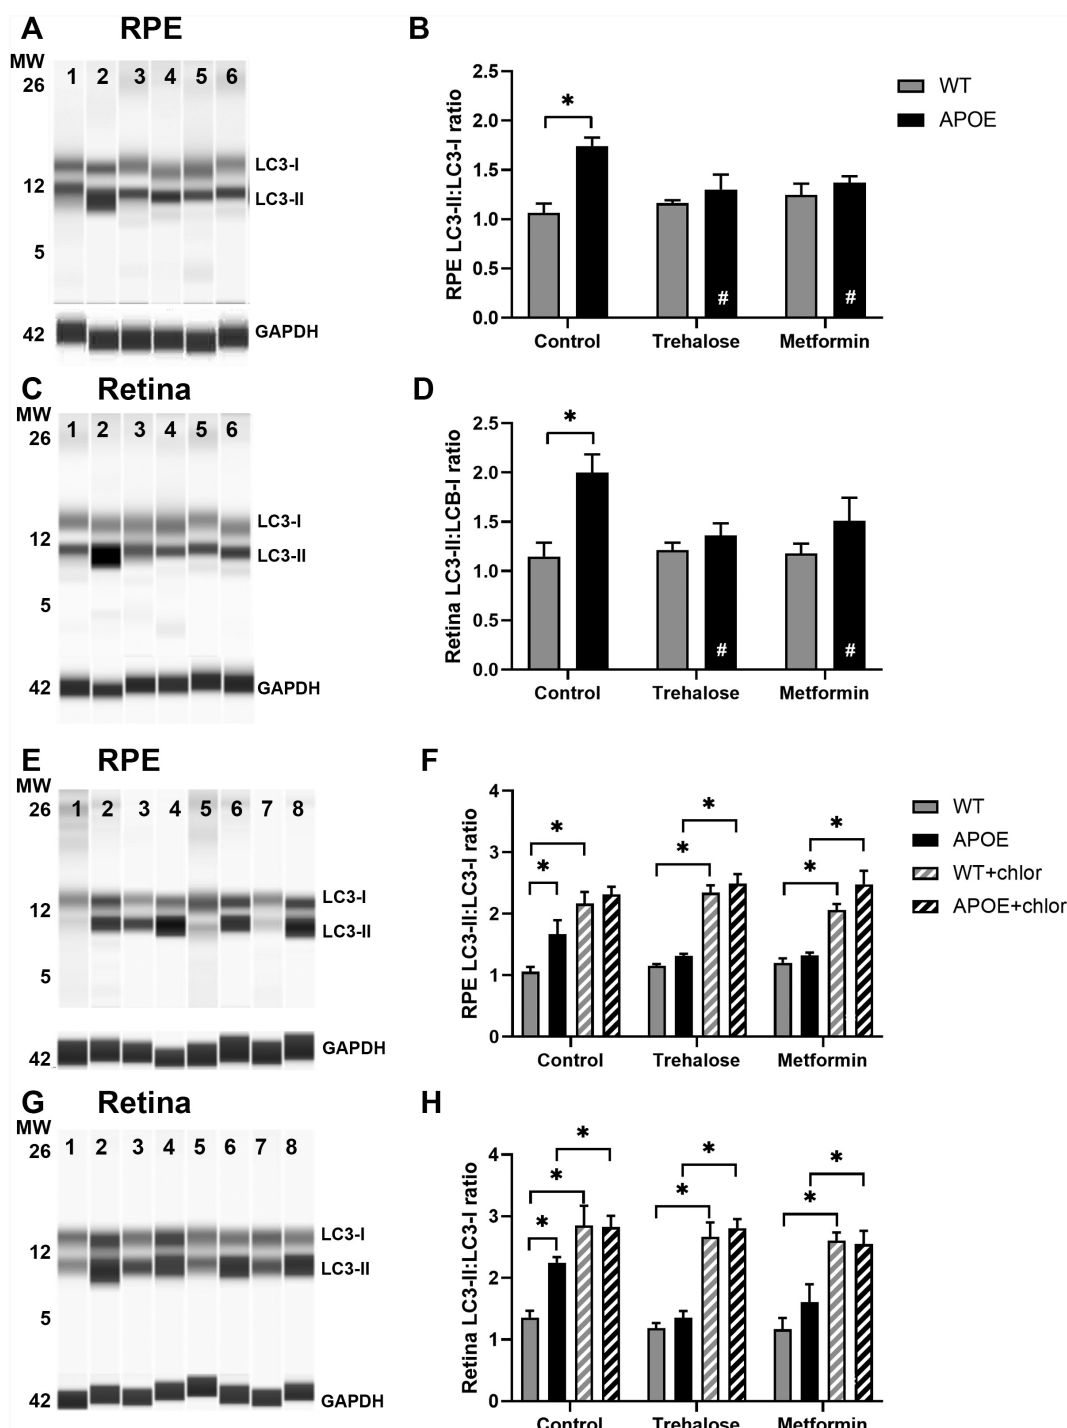 A RPE
MW
1 2 3 4 5 6
26
LC3-I
12
LC3-II
5
42
GAPDH
B
RPE LC3-II:LC3-I ratio
2.5
2.0
1.5
1.0
0.5
0.0
*
# #
Control Trehalose Metformin
WT
APOE
C Retina
MW
1 2 3 4 5 6
26
LC3-I
12
LC3-II
5
42
GAPDH
D
Retina LC3-II:LCB-I ratio
2.5
2.0
1.5
1.0
0.5
0.0
*
# #
Control Trehalose Metformin
E RPE
MW
1 2 3 4 5 6 7 8
26
LC3-I
12
LC3-II
5
42
GAPDH
F
RPE LC3-II:LC3-I ratio
4
3
2
1
0
* * * * * *
Control Trehalose Metformin
WT
APOE
WT+chlor
APOE+chlor
G Retina
MW
1 2 3 4 5 6 7 8
26
LC3-I
12
LC3-II
5
42
GAPDH
H
Retina LC3-II:LC3-I ratio
4
3
2
1
0
* * * * * * *
Control Trehalose Metformin